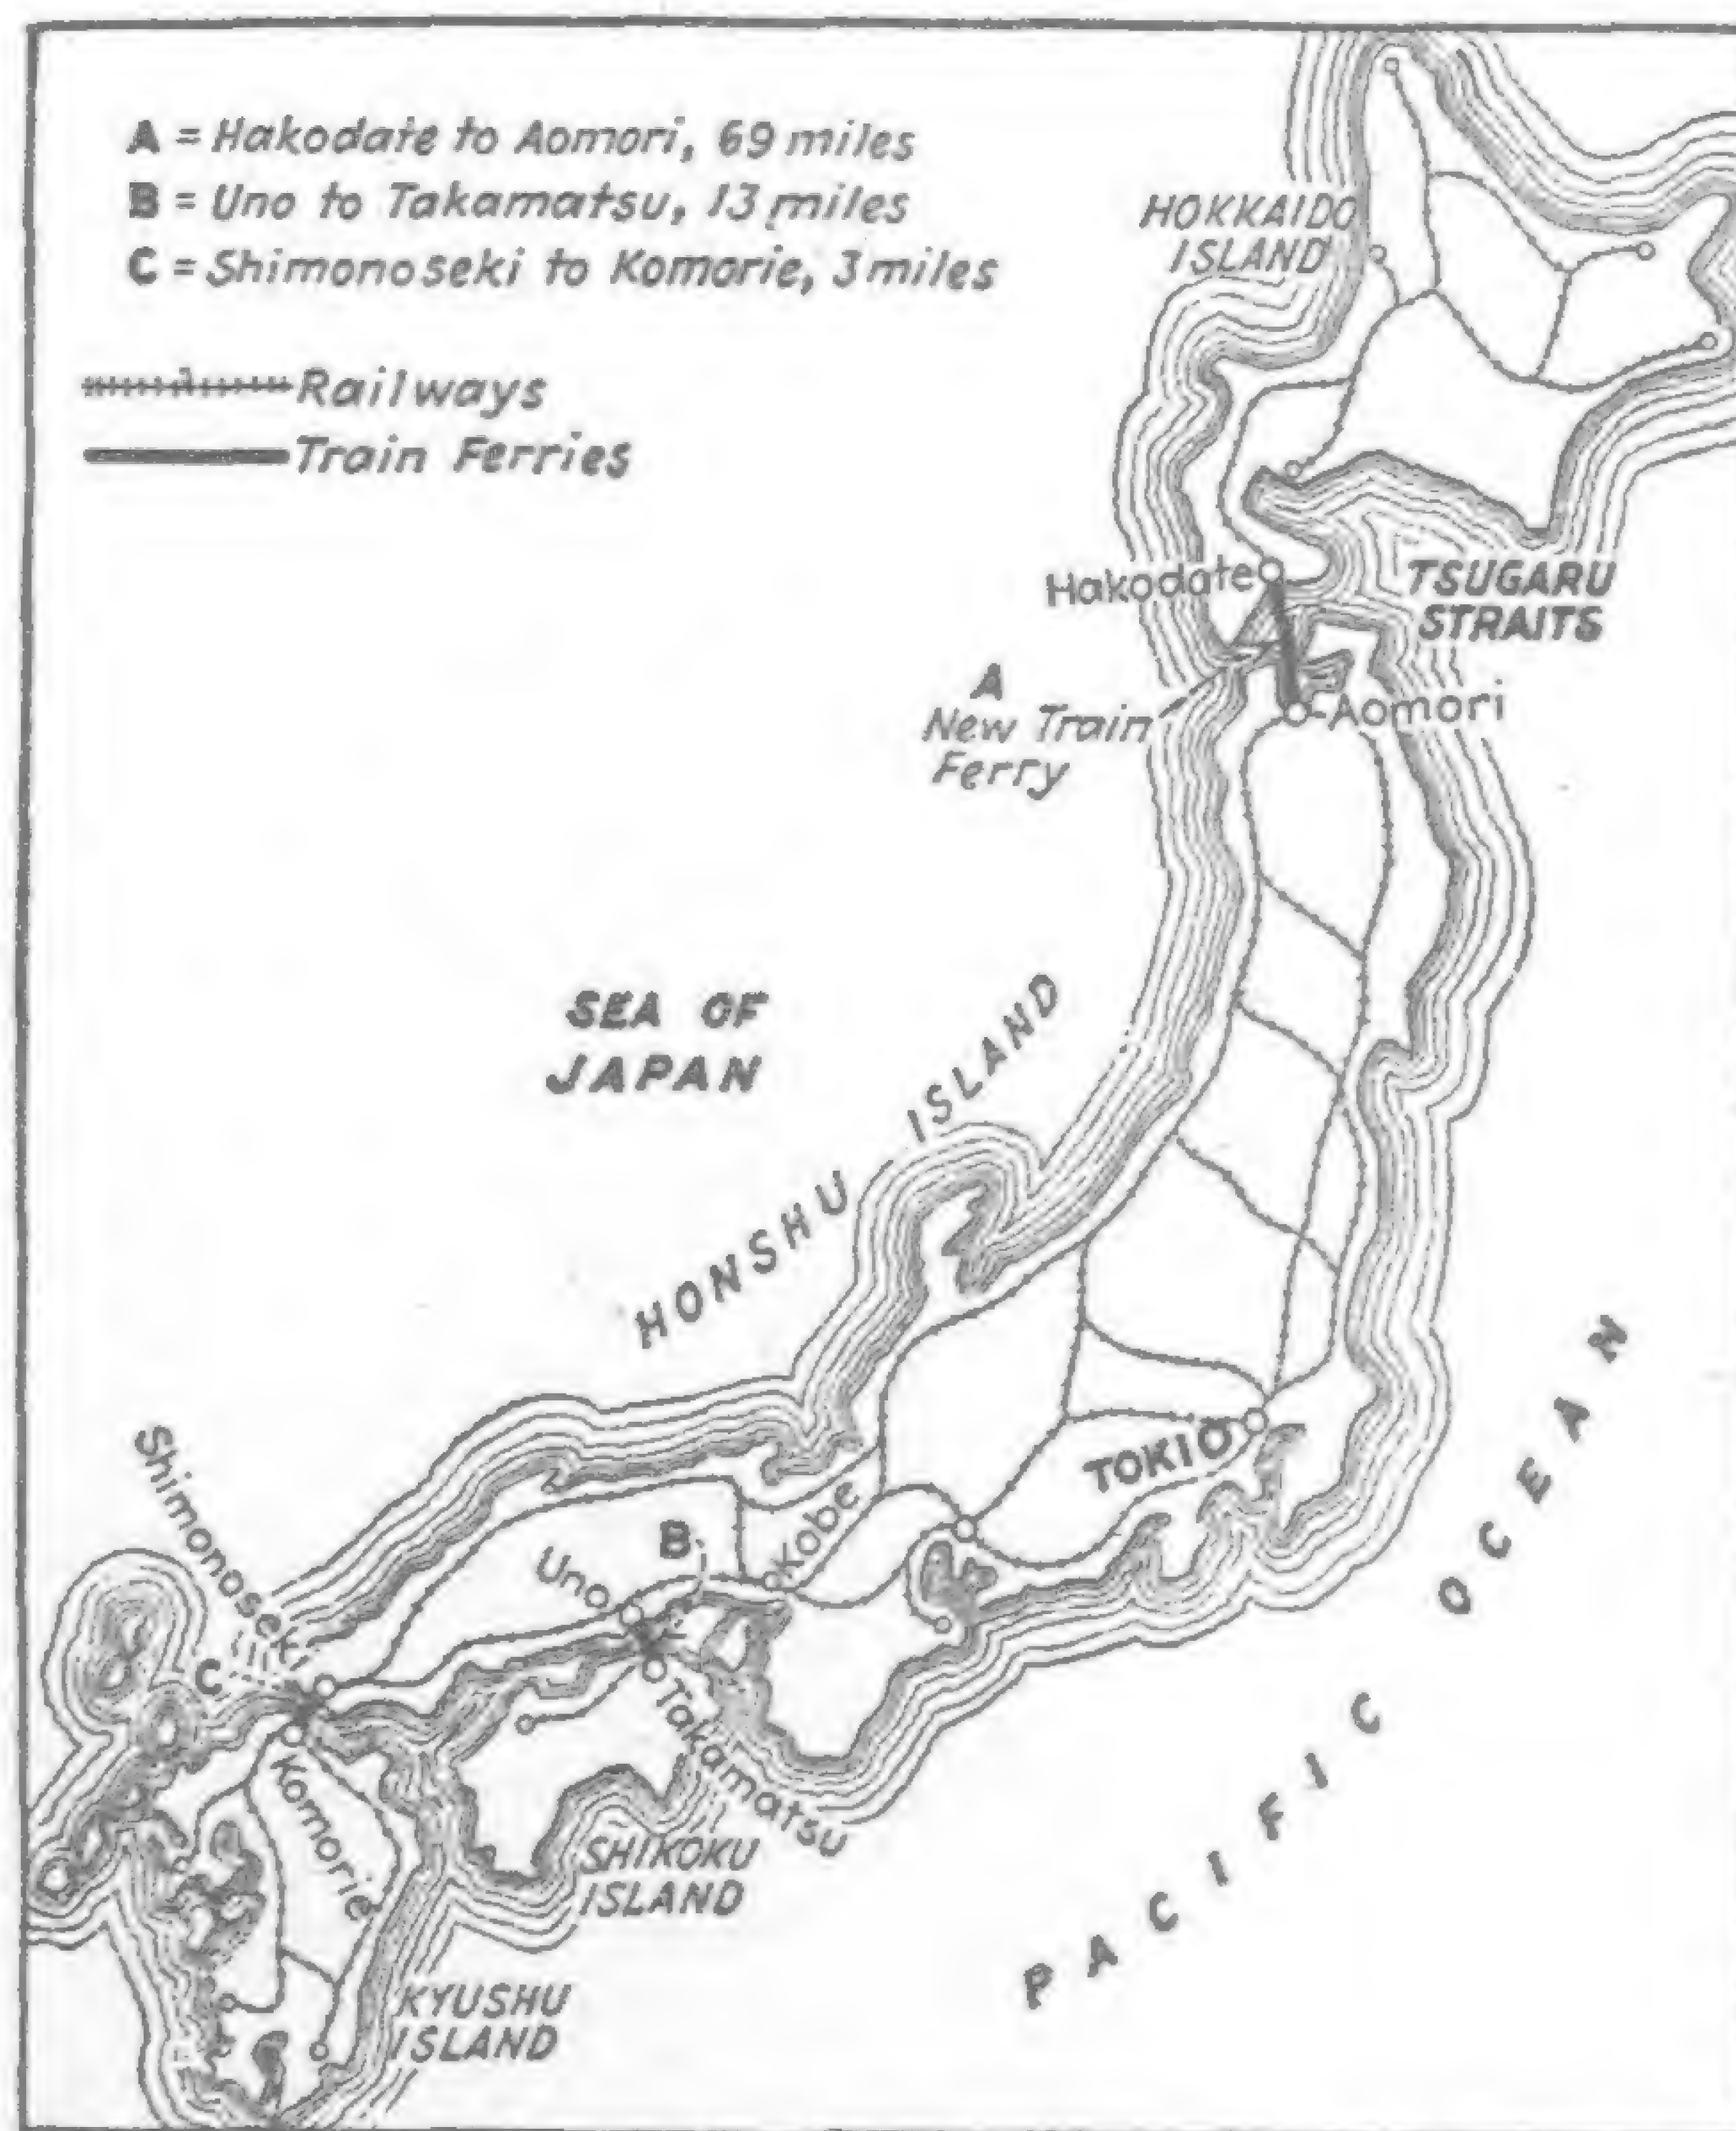 A = Hakodate to Aomori, 69 miles
B = Uno to Takamatsu, 13 miles
C = Shimonoseki to Komorie, 3 miles
Railways
Train Ferries
HOKKAIDO
ISLAND
Hakodate
TSUGARU
STRAITS
A
New Train
Ferry
Aomori
SEA OF
JAPAN
HONSHU ISLAND
TOKIO
Kobe
B
Uno
Shimonoseki
C
Takamatsu
Komorie
SHIKOKU
ISLAND
KYUSHU
ISLAND
PACIFIC OCEAN